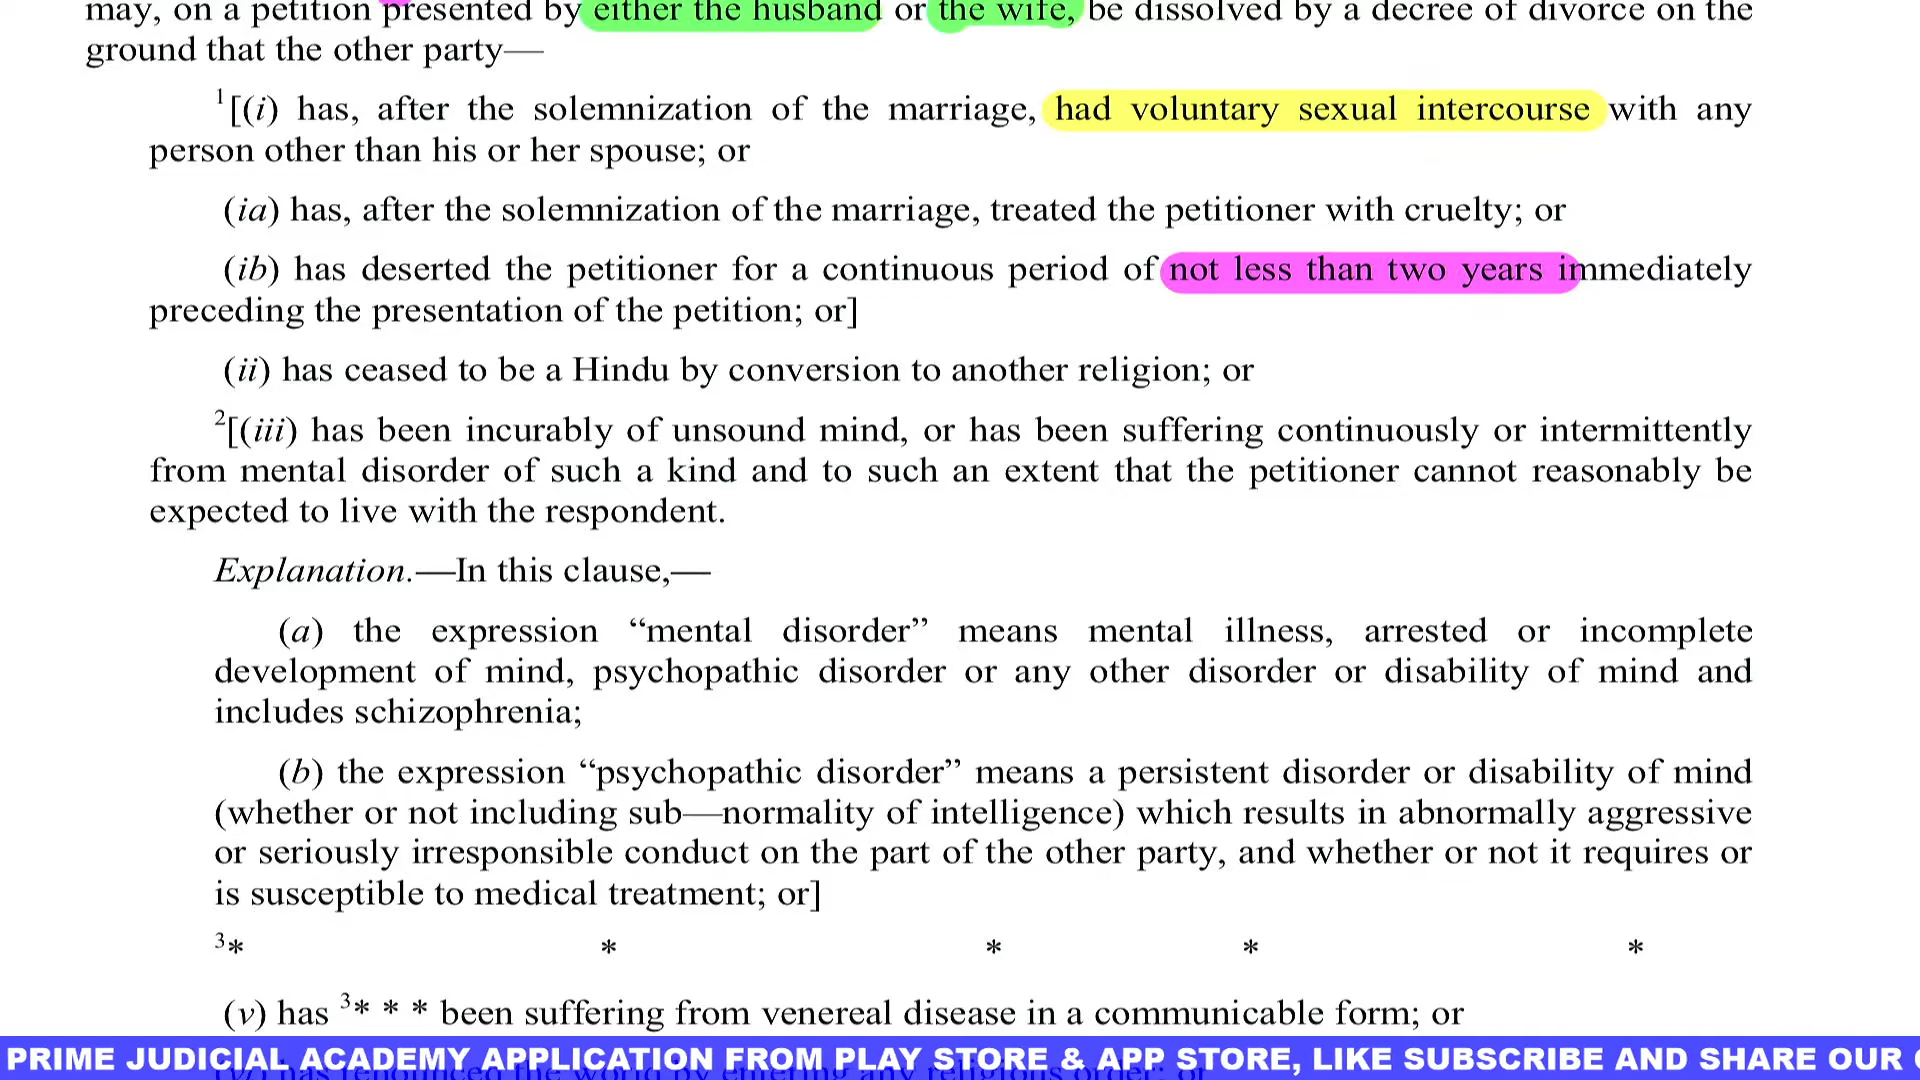 may, on a petition presented by either the husband or the wife, be dissolved by a decree of divorce on the
ground that the other party—
1[(i) has, after the solemnization of the marriage, had voluntary sexual intercourse with any
person other than his or her spouse; or
(ia) has, after the solemnization of the marriage, treated the petitioner with cruelty; or
(ib) has deserted the petitioner for a continuous period of not less than two years immediately
preceding the presentation of the petition; or]
(ii) has ceased to be a Hindu by conversion to another religion; or
2[(iii) has been incurably of unsound mind, or has been suffering continuously or intermittently
from mental disorder of such a kind and to such an extent that the petitioner cannot reasonably be
expected to live with the respondent.
Explanation.—In this clause,—
(a) the expression “mental disorder” means mental illness, arrested or incomplete
development of mind, psychopathic disorder or any other disorder or disability of mind and
includes schizophrenia;
(b) the expression “psychopathic disorder” means a persistent disorder or disability of mind
(whether or not including sub—normality of intelligence) which results in abnormally aggressive
or seriously irresponsible conduct on the part of the other party, and whether or not it requires or
is susceptible to medical treatment; or]
3* * * * *
(v) has 3* * * been suffering from venereal disease in a communicable form; or
PRIME JUDICIAL ACADEMY APPLICATION FROM PLAY STORE & APP STORE, LIKE SUBSCRIBE AND SHARE OUR
(vi) has renounced the world by entering any religious order; or